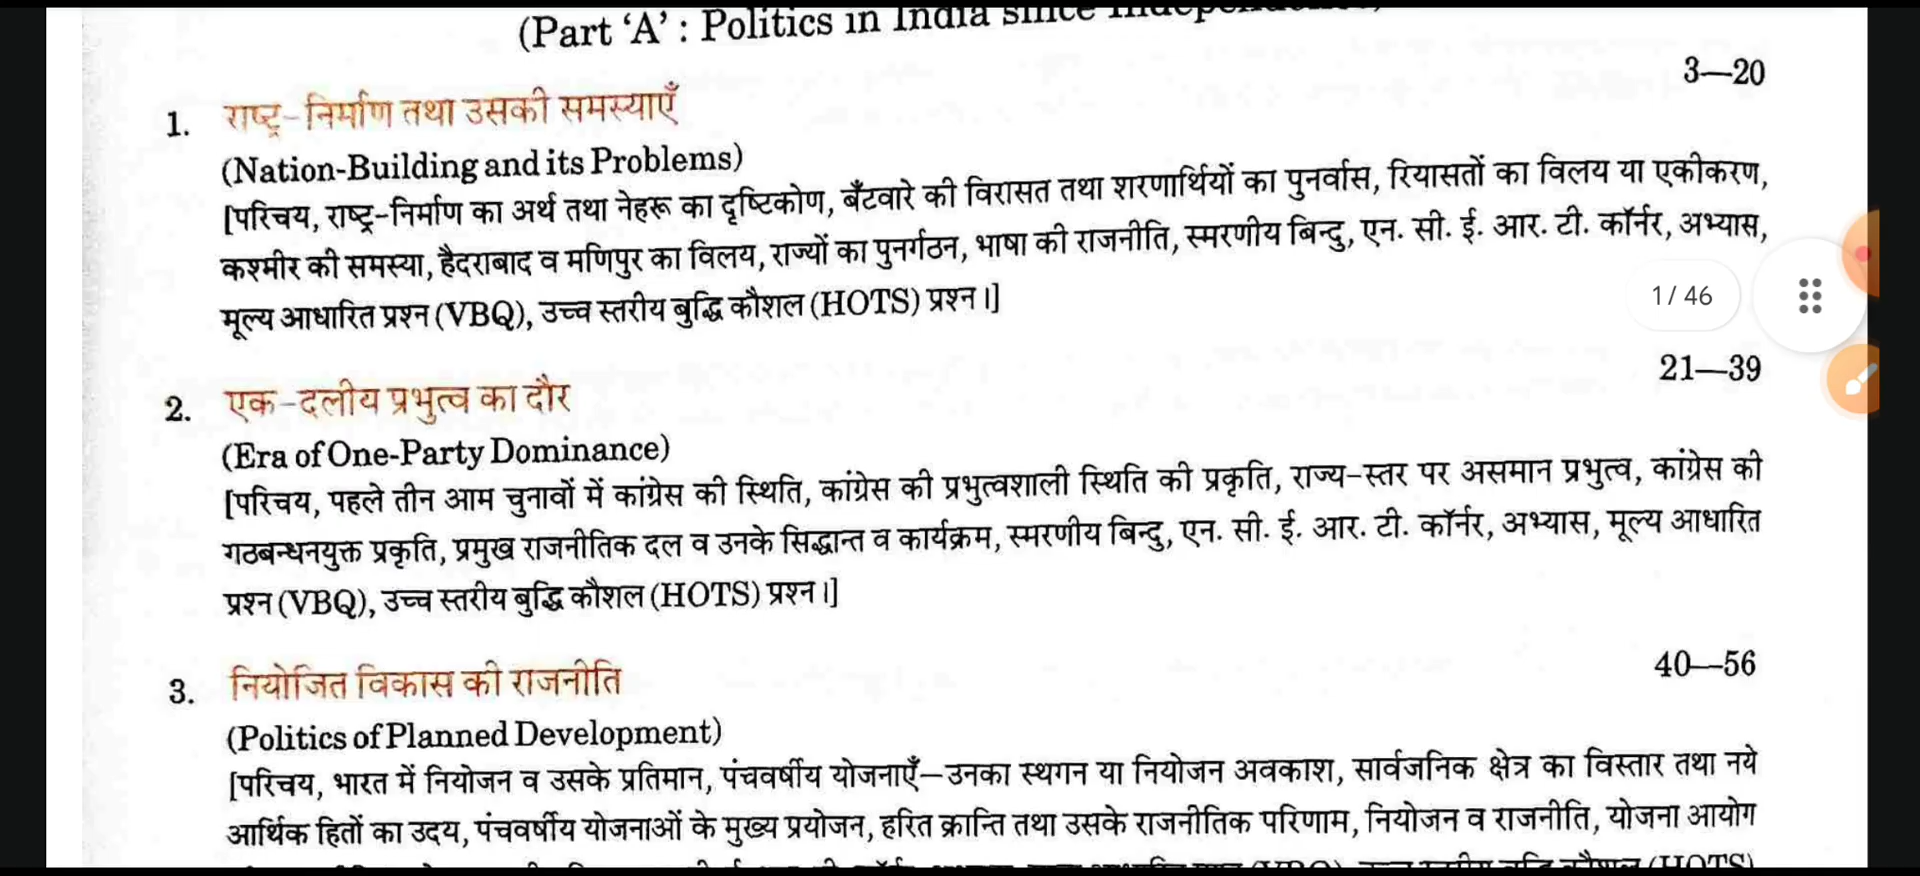 (Part ‘A’ : Politics in India since Independence)
3—20
1. राष्ट्र-निर्माण तथा उसकी समस्याएँ
(Nation-Building and its Problems)
[परिचय, राष्ट्र-निर्माण का अर्थ तथा नेहरू का दृष्टिकोण, बँटवारे की विरासत तथा शरणार्थियों का पुनर्वास, रियासतों का विलय या एकीकरण,
कश्मीर की समस्या, हैदराबाद व मणिपुर का विलय, राज्यों का पुनर्गठन, भाषा की राजनीति, स्मरणीय बिन्दु, एन. सी. ई. आर. टी. कॉर्नर, अभ्यास,
मूल्य आधारित प्रश्न (VBQ), उच्च स्तरीय बुद्धि कौशल (HOTS) प्रश्न।]
1 / 46
21—39
2. एक-दलीय प्रभुत्व का दौर
(Era of One-Party Dominance)
[परिचय, पहले तीन आम चुनावों में कांग्रेस की स्थिति, कांग्रेस की प्रभुत्वशाली स्थिति की प्रकृति, राज्य-स्तर पर असमान प्रभुत्व, कांग्रेस की
गठबन्धनयुक्त प्रकृति, प्रमुख राजनीतिक दल व उनके सिद्धान्त व कार्यक्रम, स्मरणीय बिन्दु, एन. सी. ई. आर. टी. कॉर्नर, अभ्यास, मूल्य आधारित
प्रश्न (VBQ), उच्च स्तरीय बुद्धि कौशल (HOTS) प्रश्न।]
40—56
3. नियोजित विकास की राजनीति
(Politics of Planned Development)
[परिचय, भारत में नियोजन व उसके प्रतिमान, पंचवर्षीय योजनाएँ—उनका स्थगन या नियोजन अवकाश, सार्वजनिक क्षेत्र का विस्तार तथा नये
आर्थिक हितों का उदय, पंचवर्षीय योजनाओं के मुख्य प्रयोजन, हरित क्रान्ति तथा उसके राजनीतिक परिणाम, नियोजन व राजनीति, योजना आयोग